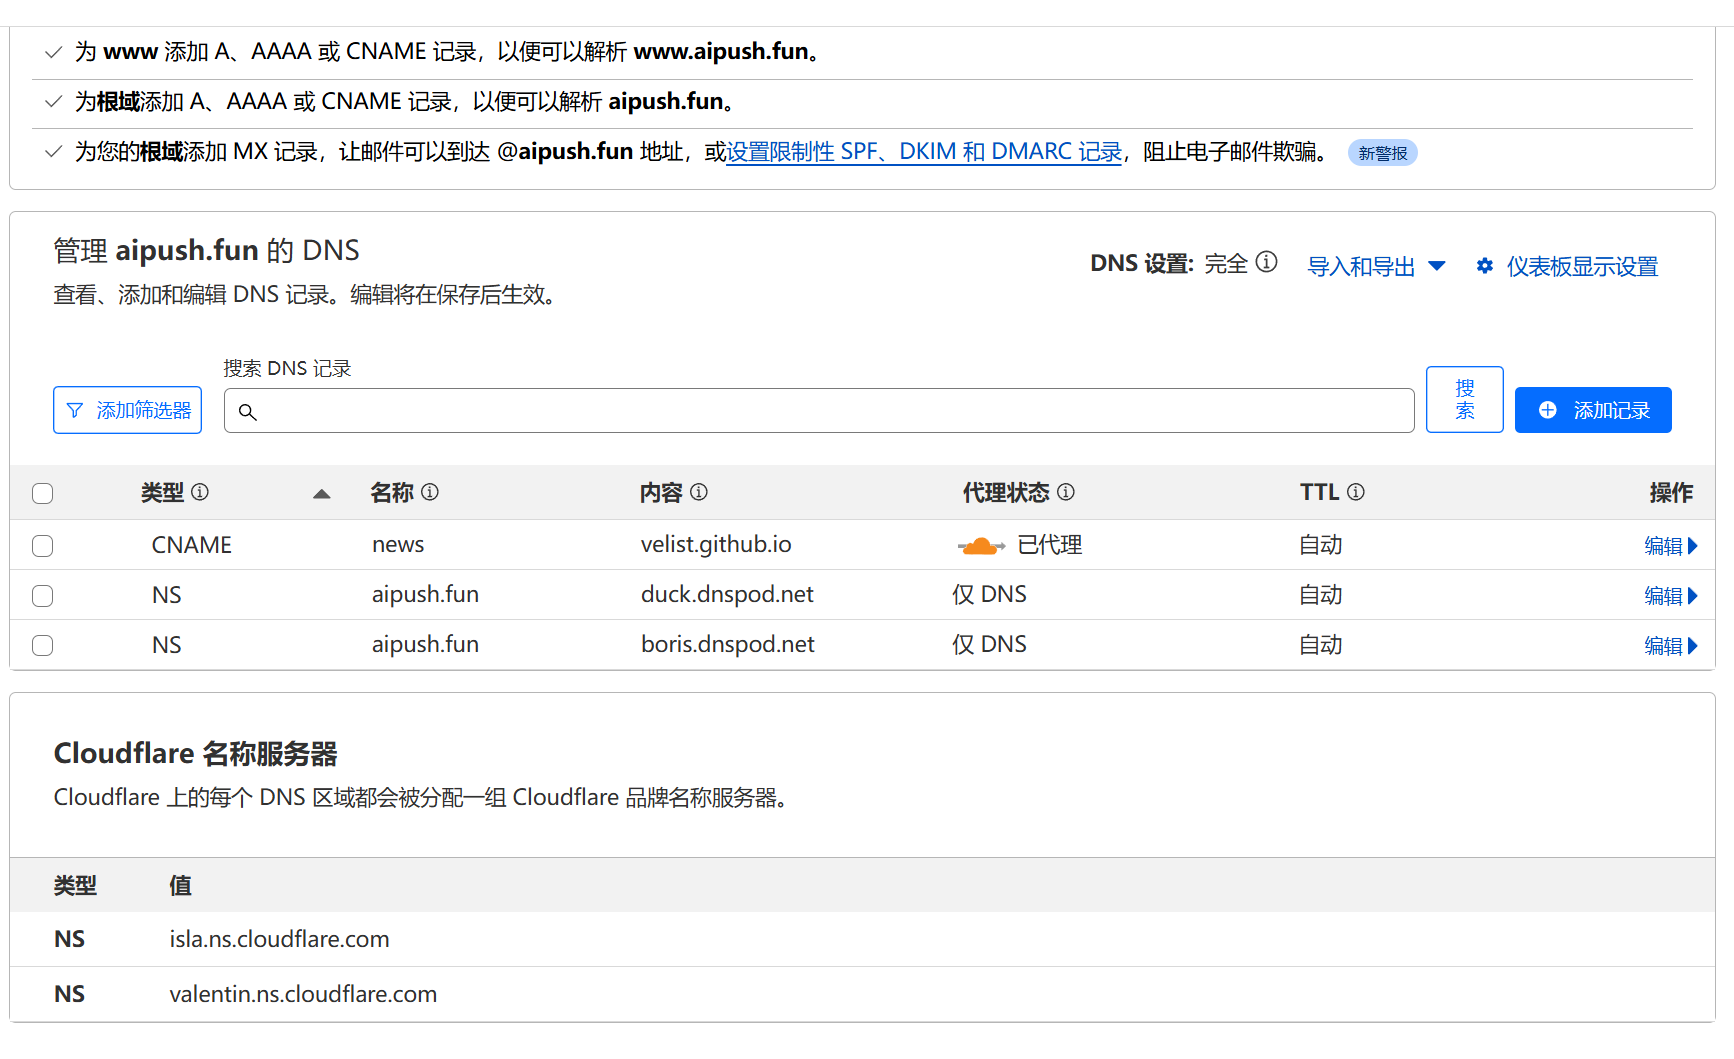 为 www 添加 A、AAAA 或 CNAME 记录，以便可以解析 www.aipush.fun。
为根域添加 A、AAAA 或 CNAME 记录，以便可以解析 aipush.fun。
为您的根域添加 MX 记录，让邮件可以到达 @aipush.fun 地址，或设置限制性 SPF、DKIM 和 DMARC 记录，阻止电子邮件欺骗。 新警报
管理 aipush.fun 的 DNS
查看、添加和编辑 DNS 记录。编辑将在保存后生效。
DNS 设置: 完全 导入和导出 仪表板显示设置
搜索 DNS 记录
添加筛选器
搜
索
添加记录
类型 名称 内容 代理状态 TTL 操作
CNAME news velist.github.io 已代理 自动 编辑
NS aipush.fun duck.dnspod.net 仅 DNS 自动 编辑
NS aipush.fun boris.dnspod.net 仅 DNS 自动 编辑
Cloudflare 名称服务器
Cloudflare 上的每个 DNS 区域都会被分配一组 Cloudflare 品牌名称服务器。
类型 值
NS isla.ns.cloudflare.com
NS valentin.ns.cloudflare.com